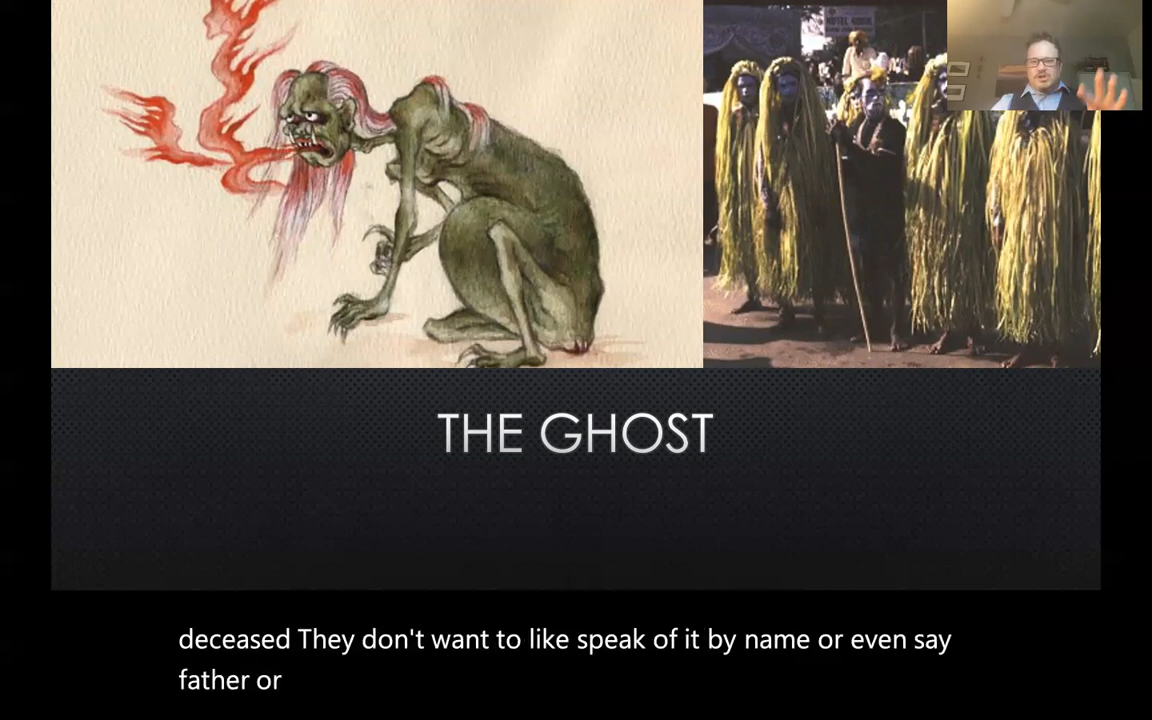 THE GHOST
deceased They don't want to like speak of it by name or even say
father or